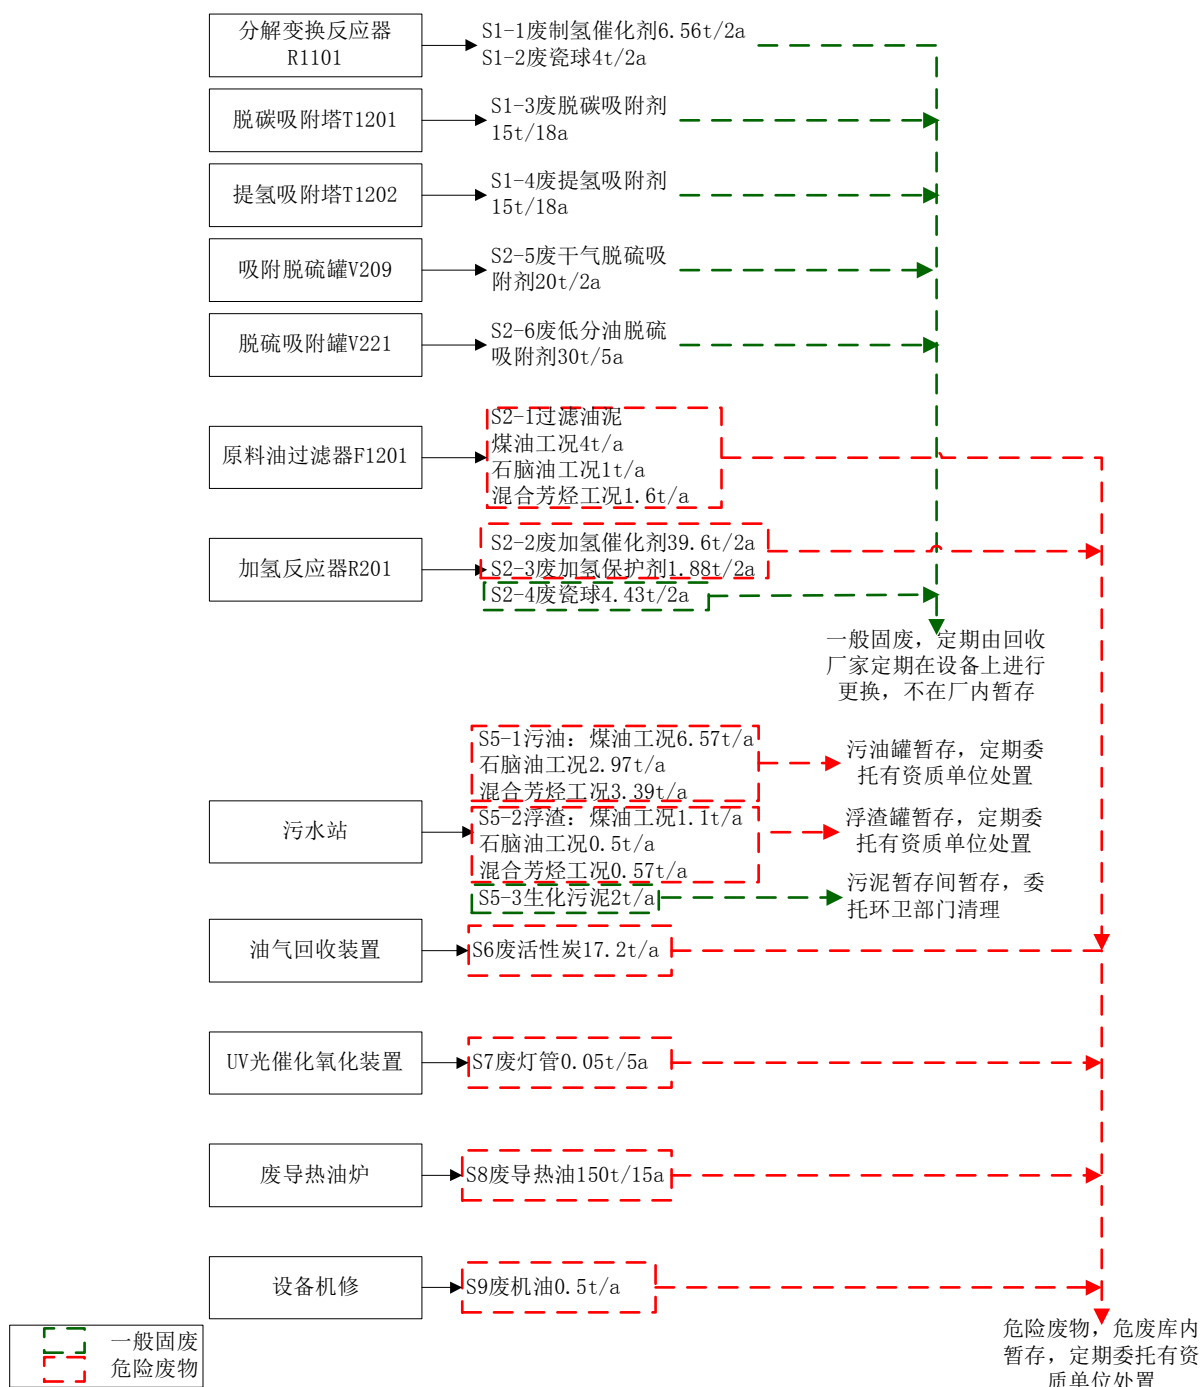 分解变换反应器
R1101
S1-1废制氢催化剂6.56t/2a
S1-2废瓷球4t/2a
脱碳吸附塔T1201
S1-3废脱碳吸附剂
15t/18a
提氢吸附塔T1202
S1-4废提氢吸附剂
15t/18a
吸附脱硫罐V209
S2-5废干气脱硫吸
附剂20t/2a
脱硫吸附罐V221
S2-6废低分油脱硫
吸附剂30t/5a
原料油过滤器F1201
S2-1过滤油泥
煤油工况4t/a
石脑油工况1t/a
混合芳烃工况1.6t/a
加氢反应器R201
S2-2废加氢催化剂39.6t/2a
S2-3废加氢保护剂1.88t/2a
S2-4废瓷球4.43t/2a
一般固废，定期由回收
厂家定期在设备上进行
更换，不在厂内暂存
污水站
S5-1污油：煤油工况6.57t/a
石脑油工况2.97t/a
混合芳烃工况3.39t/a
污油罐暂存，定期委
托有资质单位处置
S5-2浮渣：煤油工况1.1t/a
石脑油工况0.5t/a
混合芳烃工况0.57t/a
浮渣罐暂存，定期委
托有资质单位处置
S5-3生化污泥2t/a
污泥暂存间暂存，委
托环卫部门清理
油气回收装置
S6废活性炭17.2t/a
UV光催化氧化装置
S7废灯管0.05t/5a
废导热油炉
S8废导热油150t/15a
设备机修
S9废机油0.5t/a
危险废物，危废库内
暂存，定期委托有资
质单位处置
一般固废
危险废物